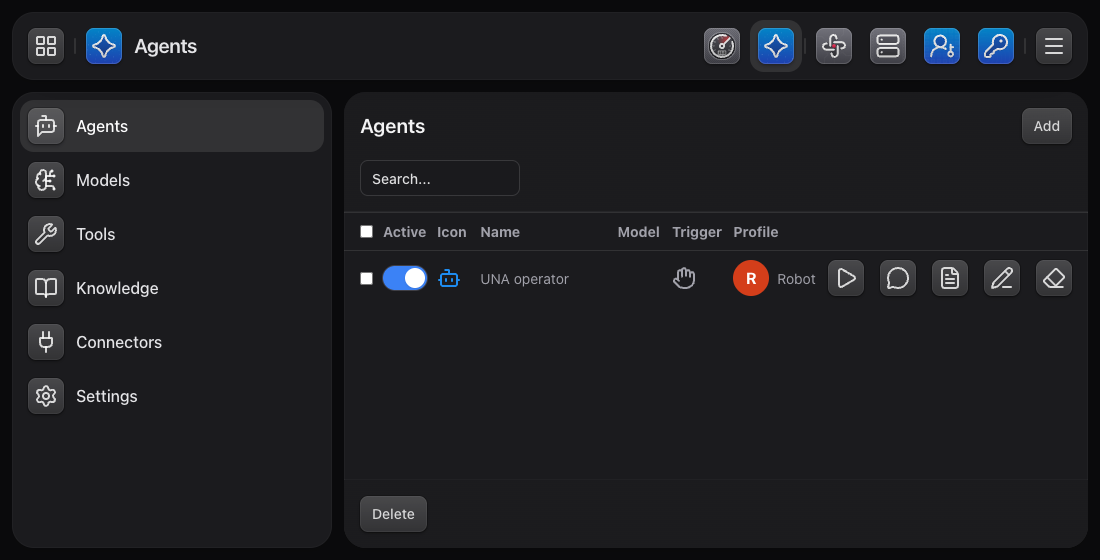 Agents
Agents
Models
Tools
Knowledge
Connectors
Settings
Agents
Add
Search...
Active Icon Name Model Trigger Profile
UNA operator R Robot
Delete